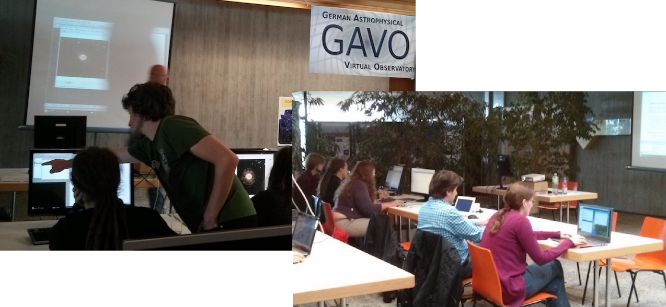 German Astrophysical
GAVO
Virtual Observatory